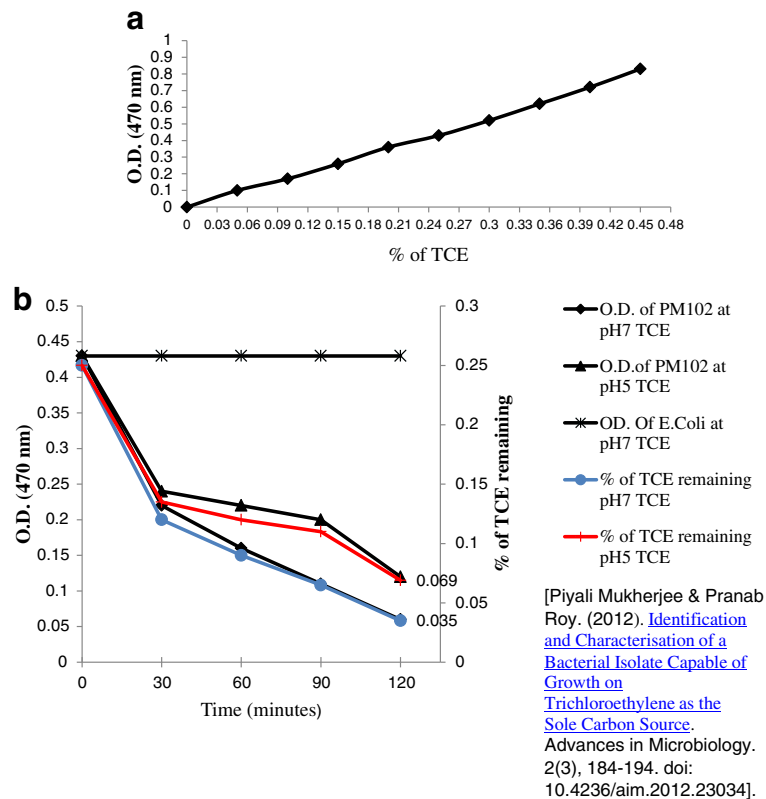 a
O.D. (470 nm)
1
0.9
0.8
0.7
0.6
0.5
0.4
0.3
0.2
0.1
0
0 0.03 0.06 0.09 0.12 0.15 0.18 0.21 0.24 0.27 0.3 0.33 0.36 0.39 0.42 0.45 0.48
% of TCE
b
O.D. (470 nm)
0.5
0.45
0.4
0.35
0.3
0.25
0.2
0.15
0.1
0.05
0
0 30 60 90 120
Time (minutes)
0.3
0.25
0.2
0.15
0.1
0.05
0
% of TCE remaining
0.069
0.035
O.D. of PM102 at
pH7 TCE
O.D.of PM102 at
pH5 TCE
OD. Of E.Coli at
pH7 TCE
% of TCE remaining
pH7 TCE
% of TCE remaining
pH5 TCE
[Piyali Mukherjee & Pranab
Roy. (2012). Identification
and Characterisation of a
Bacterial Isolate Capable of
Growth on
Trichloroethylene as the
Sole Carbon Source.
Advances in Microbiology.
2(3), 184-194. doi:
10.4236/aim.2012.23034].